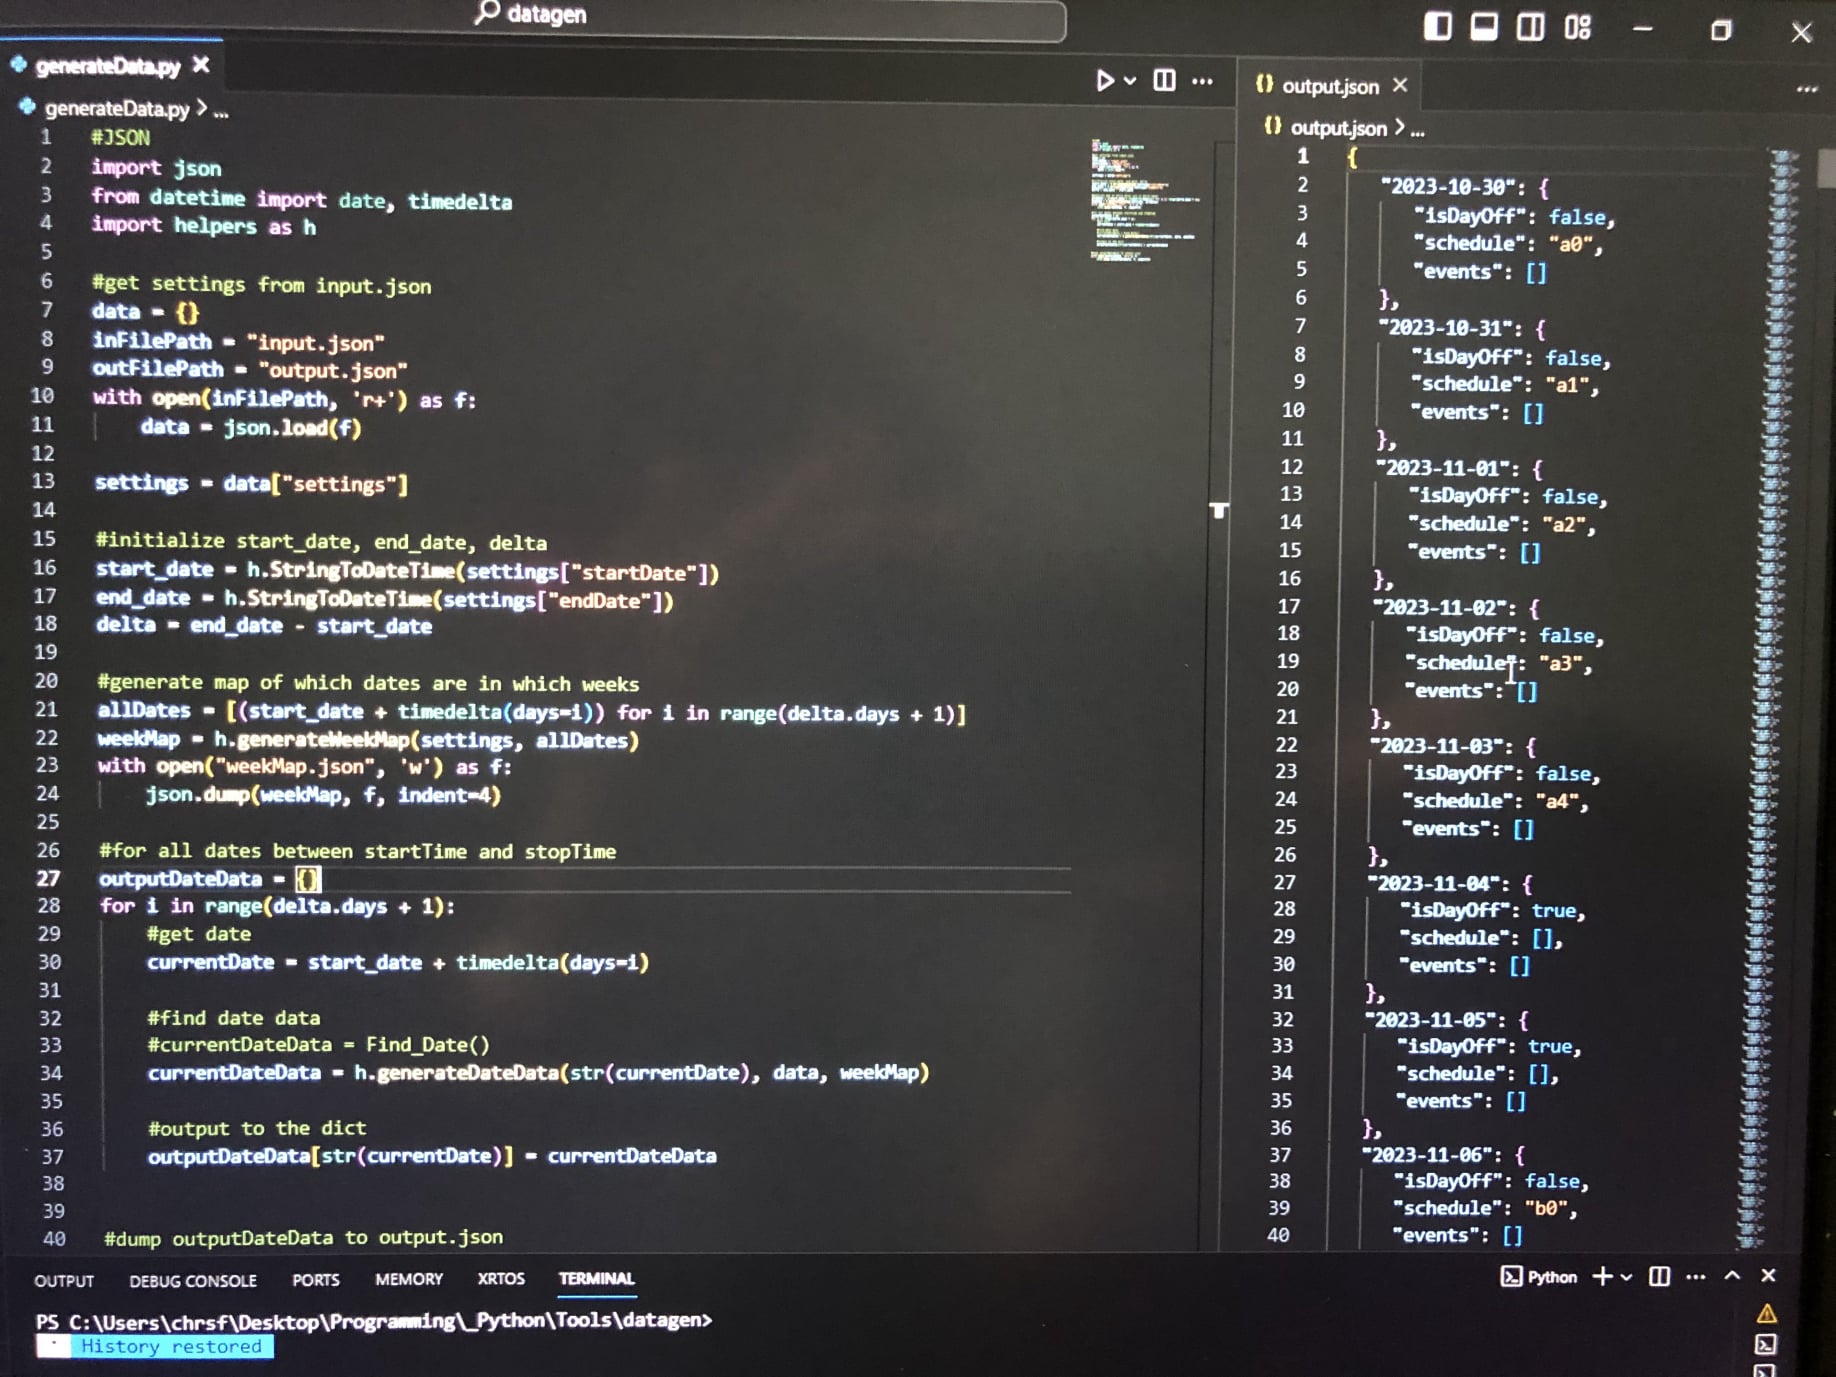 datagen
generateData.py
generateData.py > ...
1 #JSON
2 import json
3 from datetime import date, timedelta
4 import helpers as h
5
6 #get settings from input.json
7 data = {}
8 inFilePath = "input.json"
9 outFilePath = "output.json"
10 with open(inFilePath, 'r+') as f:
11 data = json.load(f)
12
13 settings = data["settings"]
14
15 #initialize start_date, end_date, delta
16 start_date = h.StringToDateTime(settings["startDate"])
17 end_date = h.StringToDateTime(settings["endDate"])
18 delta = end_date - start_date
19
20 #generate map of which dates are in which weeks
21 allDates = [(start_date + timedelta(days=i)) for i in range(delta.days + 1)]
22 weekMap = h.generateWeekMap(settings, allDates)
23 with open("weekMap.json", 'w') as f:
24 json.dump(weekMap, f, indent=4)
25
26 #for all dates between startTime and stopTime
27 outputDateData = {}
28 for i in range(delta.days + 1):
29 #get date
30 currentDate = start_date + timedelta(days=i)
31
32 #find date data
33 #currentDateData = Find_Date()
34 currentDateData = h.generateDateData(str(currentDate), data, weekMap)
35
36 #output to the dict
37 outputDateData[str(currentDate)] = currentDateData
38
39
40 #dump outputDateData to output.json
{} output.json
{} output.json > ...
1 {
2 "2023-10-30": {
3 "isDayOff": false,
4 "schedule": "a0",
5 "events": []
6 },
7 "2023-10-31": {
8 "isDayOff": false,
9 "schedule": "a1",
10 "events": []
11 },
12 "2023-11-01": {
13 "isDayOff": false,
14 "schedule": "a2",
15 "events": []
16 },
17 "2023-11-02": {
18 "isDayOff": false,
19 "schedule": "a3",
20 "events": []
21 },
22 "2023-11-03": {
23 "isDayOff": false,
24 "schedule": "a4",
25 "events": []
26 },
27 "2023-11-04": {
28 "isDayOff": true,
29 "schedule": [],
30 "events": []
31 },
32 "2023-11-05": {
33 "isDayOff": true,
34 "schedule": [],
35 "events": []
36 },
37 "2023-11-06": {
38 "isDayOff": false,
39 "schedule": "b0",
40 "events": []
OUTPUT DEBUG CONSOLE PORTS MEMORY XRTOS TERMINAL
Python
PS C:\Users\chrsf\Desktop\Programming\_Python\Tools\datagen>
* History restored